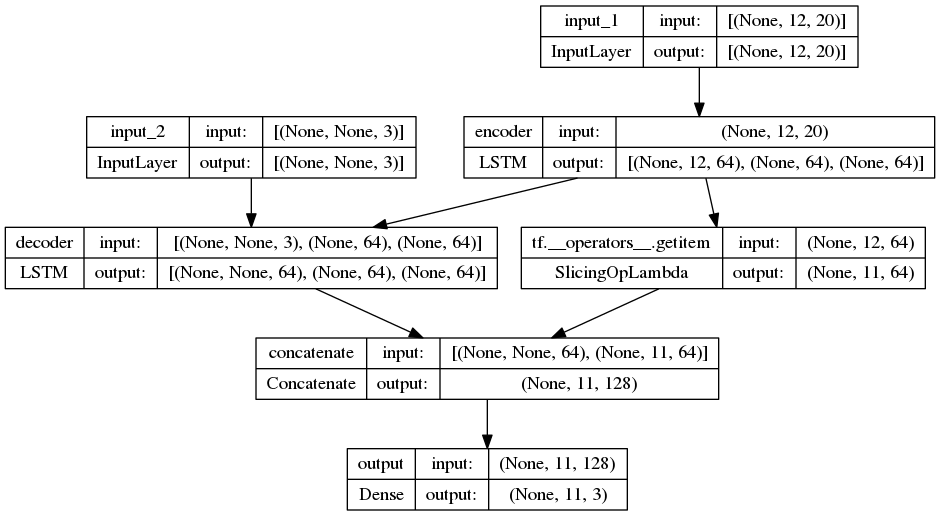 input_1 input: [(None, 12, 20)]
InputLayer output: [(None, 12, 20)]
input_2 input: [(None, None, 3)]
InputLayer output: [(None, None, 3)]
encoder input: (None, 12, 20)
LSTM output: [(None, 12, 64), (None, 64), (None, 64)]
decoder input: [(None, None, 3), (None, 64), (None, 64)]
LSTM output: [(None, None, 64), (None, 64), (None, 64)]
tf.__operators__.getitem input: (None, 12, 64)
SlicingOpLambda output: (None, 11, 64)
concatenate input: [(None, None, 64), (None, 11, 64)]
Concatenate output: (None, 11, 128)
output input: (None, 11, 128)
Dense output: (None, 11, 3)